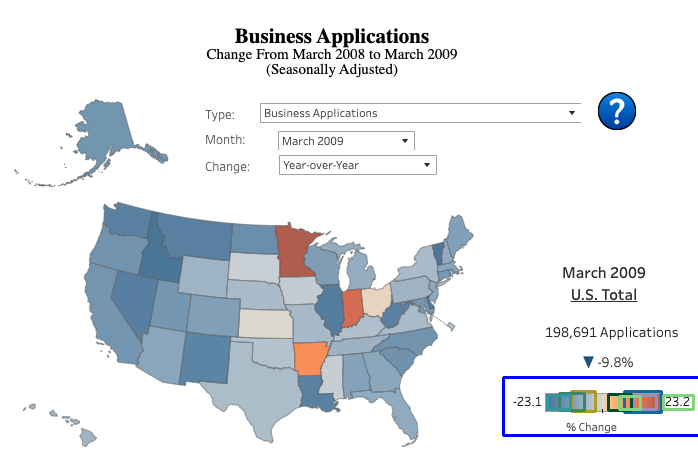 Business Applications
Change From March 2008 to March 2009
(Seasonally Adjusted)
Type: Business Applications
?
Month: March 2009
Change: Year-over-Year
March 2009
U.S. Total
198,691 Applications
▼ -9.8%
-23.1 23.2
% Change